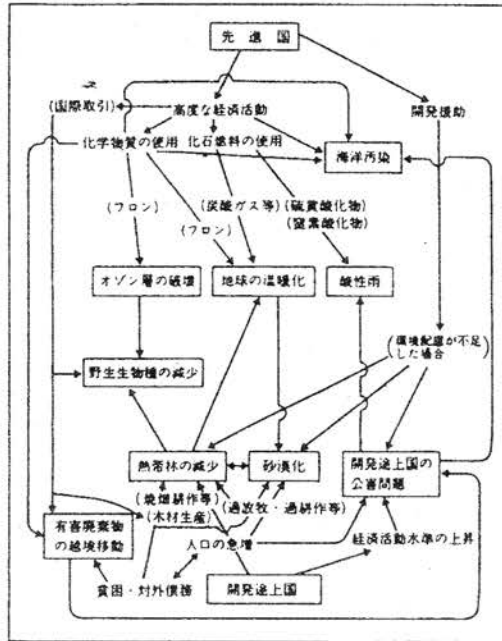 先進国
(国際取引)
高度な経済活動
開発援助
化学物質の使用
化石燃料の使用
海洋汚染
(フロン)
(フロン)
(炭酸ガス等)
(硫黄酸化物)
(窒素酸化物)
オゾン層の破壊
地球の温暖化
酸性雨
(環境配慮が不足
した場合)
野生生物種の減少
熱帯林の減少
砂漠化
開発途上国の
公害問題
(焼畑耕作等)
(木材生産)
(過放牧・過耕作等)
有害廃棄物
の越境移動
人口の急増
経済活動水準の上昇
貧困・対外債務
開発途上国